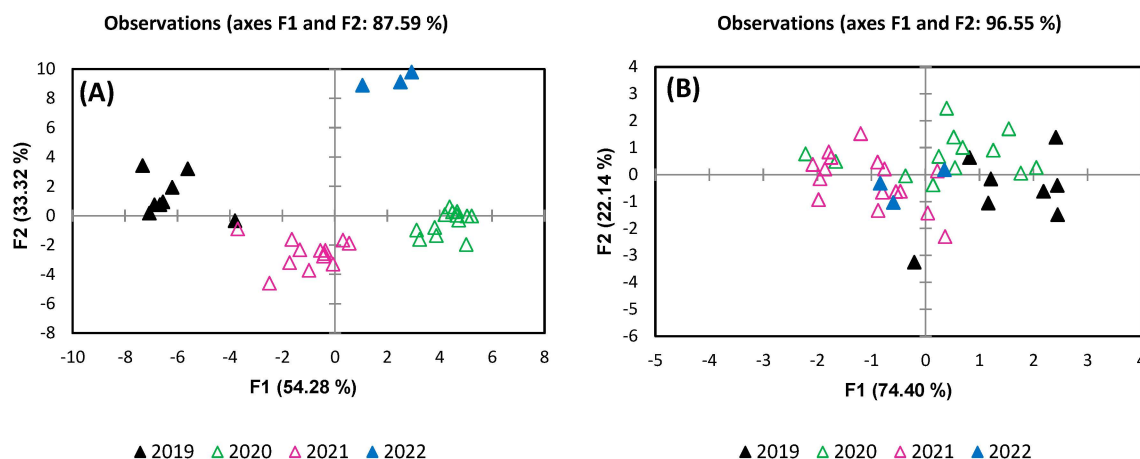 Observations (axes F1 and F2: 87.59 %)
(A)
10
8
6
4
2
0
-2
-4
-6
-8
F2 (33.32 %)
-10 -8 -6 -4 -2 0 2 4 6 8
F1 (54.28 %)
2019 2020 2021 2022
Observations (axes F1 and F2: 96.55 %)
(B)
4
3
2
1
0
-1
-2
-3
-4
-5
-6
F2 (22.14 %)
-5 -4 -3 -2 -1 0 1 2 3 4
F1 (74.40 %)
2019 2020 2021 2022